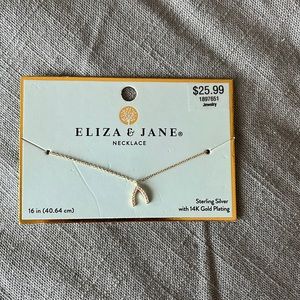 $25.99
1897651
Jewelry
ELIZA & JANE®
NECKLACE
16 in (40.64 cm)
Sterling Silver
with 14K Gold Plating